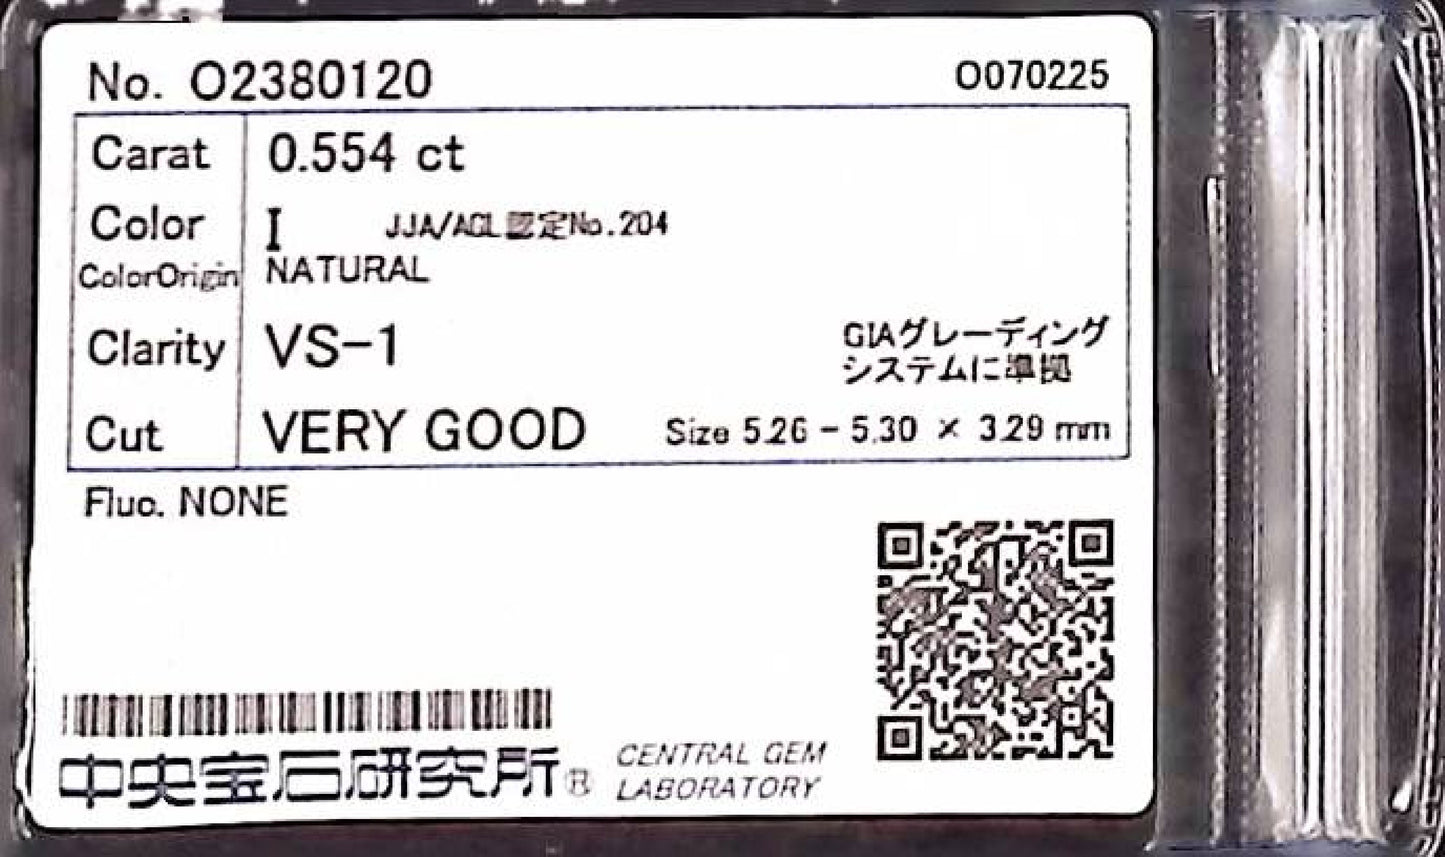 No. O2380120
O070225
Carat 0.554 ct
Color I JJA/AGL認定No.204
ColorOrigin NATURAL
Clarity VS-1
GIAグレーディング
システムに準拠
Cut VERY GOOD Size 5.26 - 5.30 × 3.29 mm
Fluo. NONE
中央宝石研究所® CENTRAL GEM
LABORATORY